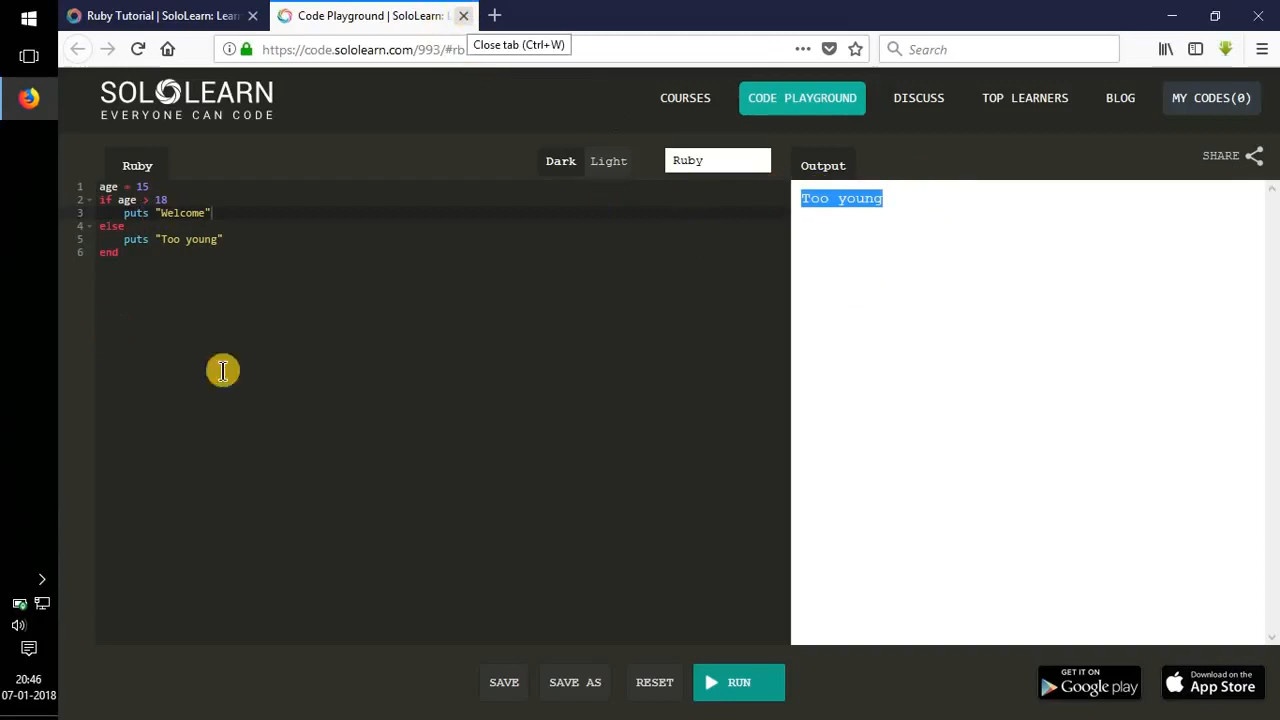 Ruby Tutorial | SoloLearn: Lear
Code Playground | SoloLearn: L
Close tab (Ctrl+W)
https://code.sololearn.com/993/#rb
Search
SOLOLEARN
EVERYONE CAN CODE
COURSES
CODE PLAYGROUND
DISCUSS
TOP LEARNERS
BLOG
MY CODES(0)
Ruby
Dark
Light
Ruby
Output
SHARE
1 age = 15
2 if age > 18
3 puts "Welcome"
4 else
5 puts "Too young"
6 end
Too young
SAVE
SAVE AS
RESET
RUN
GET IT ON
Google play
Download on the
App Store
20:46
07-01-2018